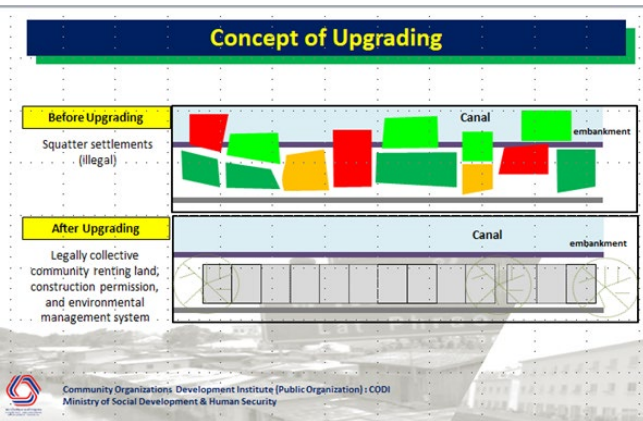 Concept of Upgrading
Before Upgrading
Squatter settlements
(illegal)
Canal
embankment
After Upgrading
Legally collective
community renting land,
construction permission,
and environmental
management system
Canal
embankment
Community Organizations Development Institute (Public Organization) : CODI
Ministry of Social Development & Human Security